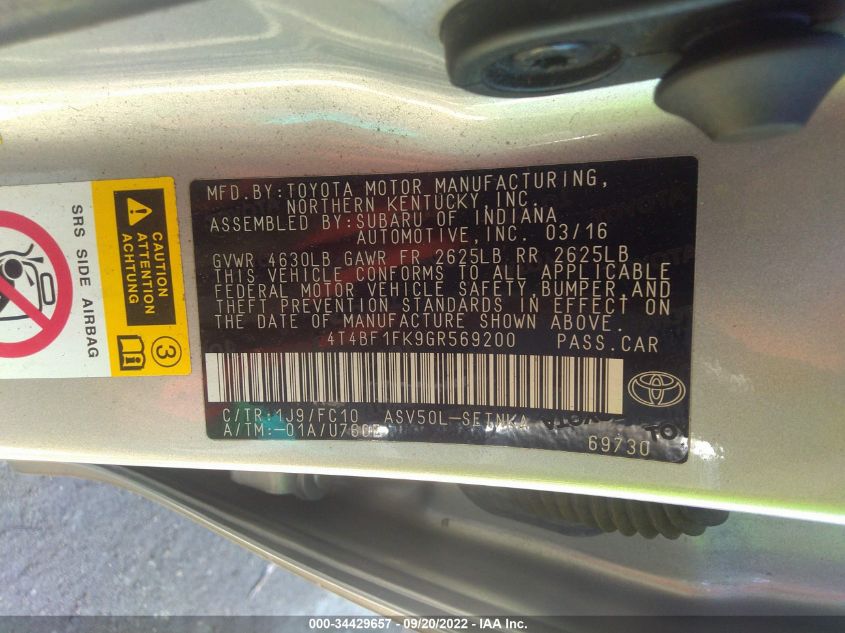 SRS SIDE AIRBAG
CAUTION
ATTENTION
3
MFD.BY:TOYOTA MOTOR MANUFACTURING,
NORTHERN KENTUCKY,INC.
ASSEMBLED BY:SUBARU OF INDIANA
AUTOMOTIVE,INC. 03/16
GVWR 4630LB GAWR FR 2625LB RR 2625LB
THIS VEHICLE CONFORMS TO ALL APPLICABLE
FEDERAL MOTOR VEHICLE SAFETY,BUMPER,AND
THEFT PREVENTION STANDARDS IN EFFECT ON
THE DATE OF MANUFACTURE SHOWN ABOVE.
4T4BF1FK9GR569200 PASS.CAR
C/TR:1J9/FC10 ASV50L-SETNKA
A/TM:-01A/U760E
69730
000-34429657 - 09/20/2022 - IAA Inc.